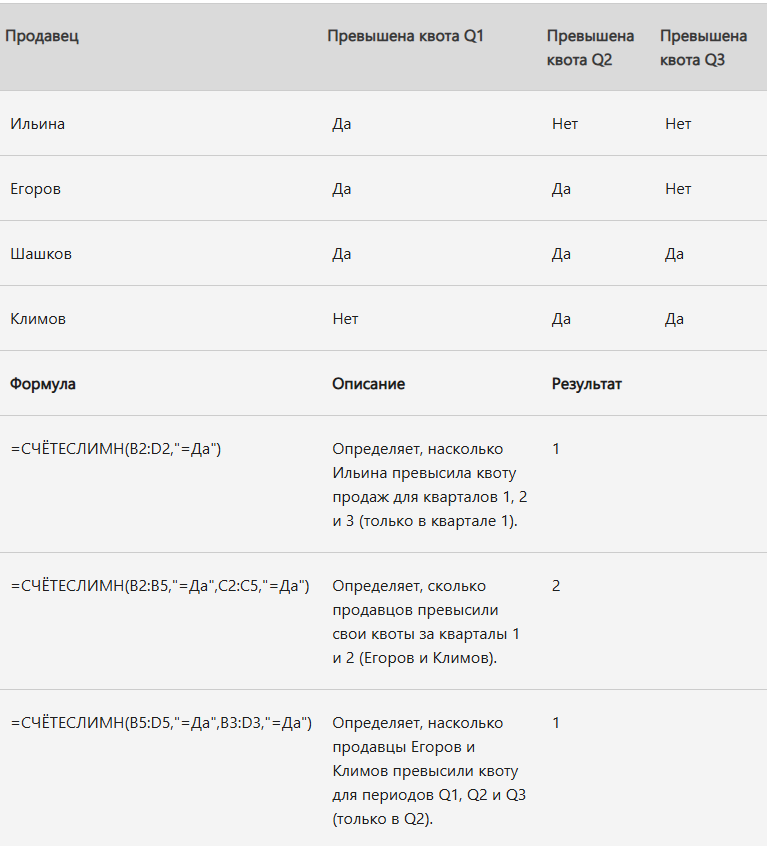 Продавец Превышена квота Q1 Превышена квота Q2 Превышена квота Q3
Ильина Да Нет Нет
Егоров Да Да Нет
Шашков Да Да Да
Климов Нет Да Да
Формула Описание Результат
=СЧЁТЕСЛИМН(B2:D2,"=Да") Определяет, насколько 1
Ильина превысила квоту
продаж для кварталов 1, 2
и 3 (только в квартале 1).
=СЧЁТЕСЛИМН(B2:B5,"=Да",C2:C5,"=Да") Определяет, сколько 2
продавцов превысили
свои квоты за кварталы 1
и 2 (Егоров и Климов).
=СЧЁТЕСЛИМН(B5:D5,"=Да",B3:D3,"=Да") Определяет, насколько 1
продавцы Егоров и
Климов превысили квоту
для периодов Q1, Q2 и Q3
(только в Q2).